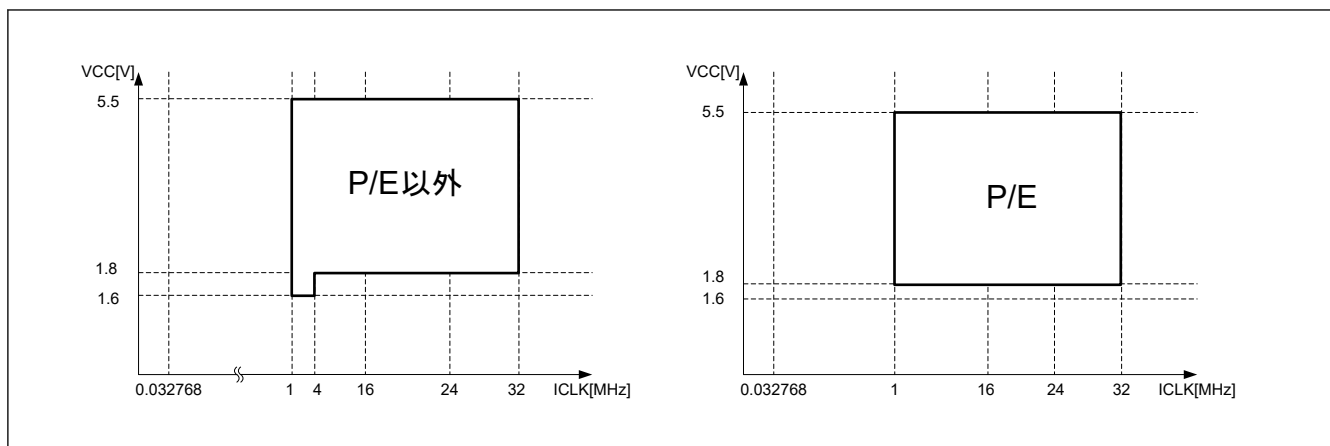 VCC[V]
5.5
P/E以外
1.8
1.6
0.032768
1
4
16
24
32
ICLK[MHz]
VCC[V]
5.5
P/E
1.8
1.6
0.032768
1
16
24
32
ICLK[MHz]